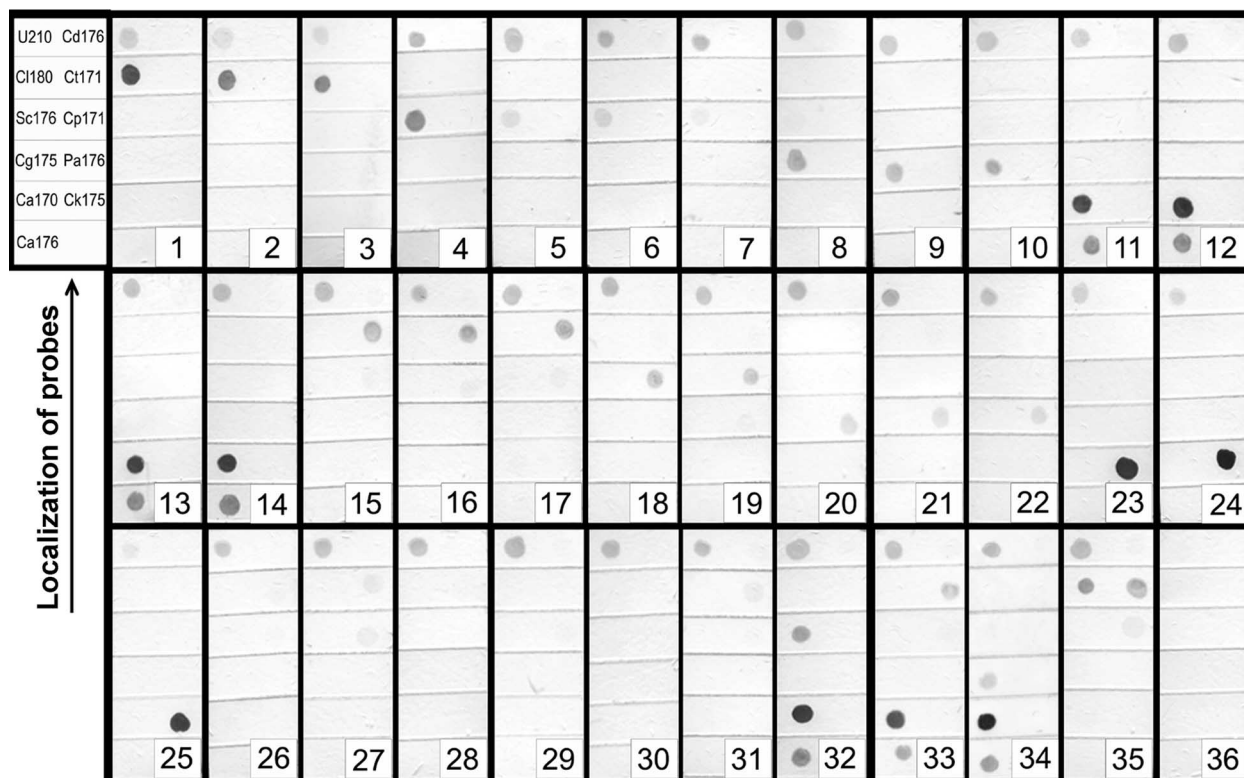 U210 Cd176
Cl180 Ct171
Sc176 Cp171
Cg175 Pa176
Ca170 Ck175
Ca176
1 2 3 4 5 6 7 8 9 10 11 12
Localization of probes
13 14 15 16 17 18 19 20 21 22 23 24
25 26 27 28 29 30 31 32 33 34 35 36